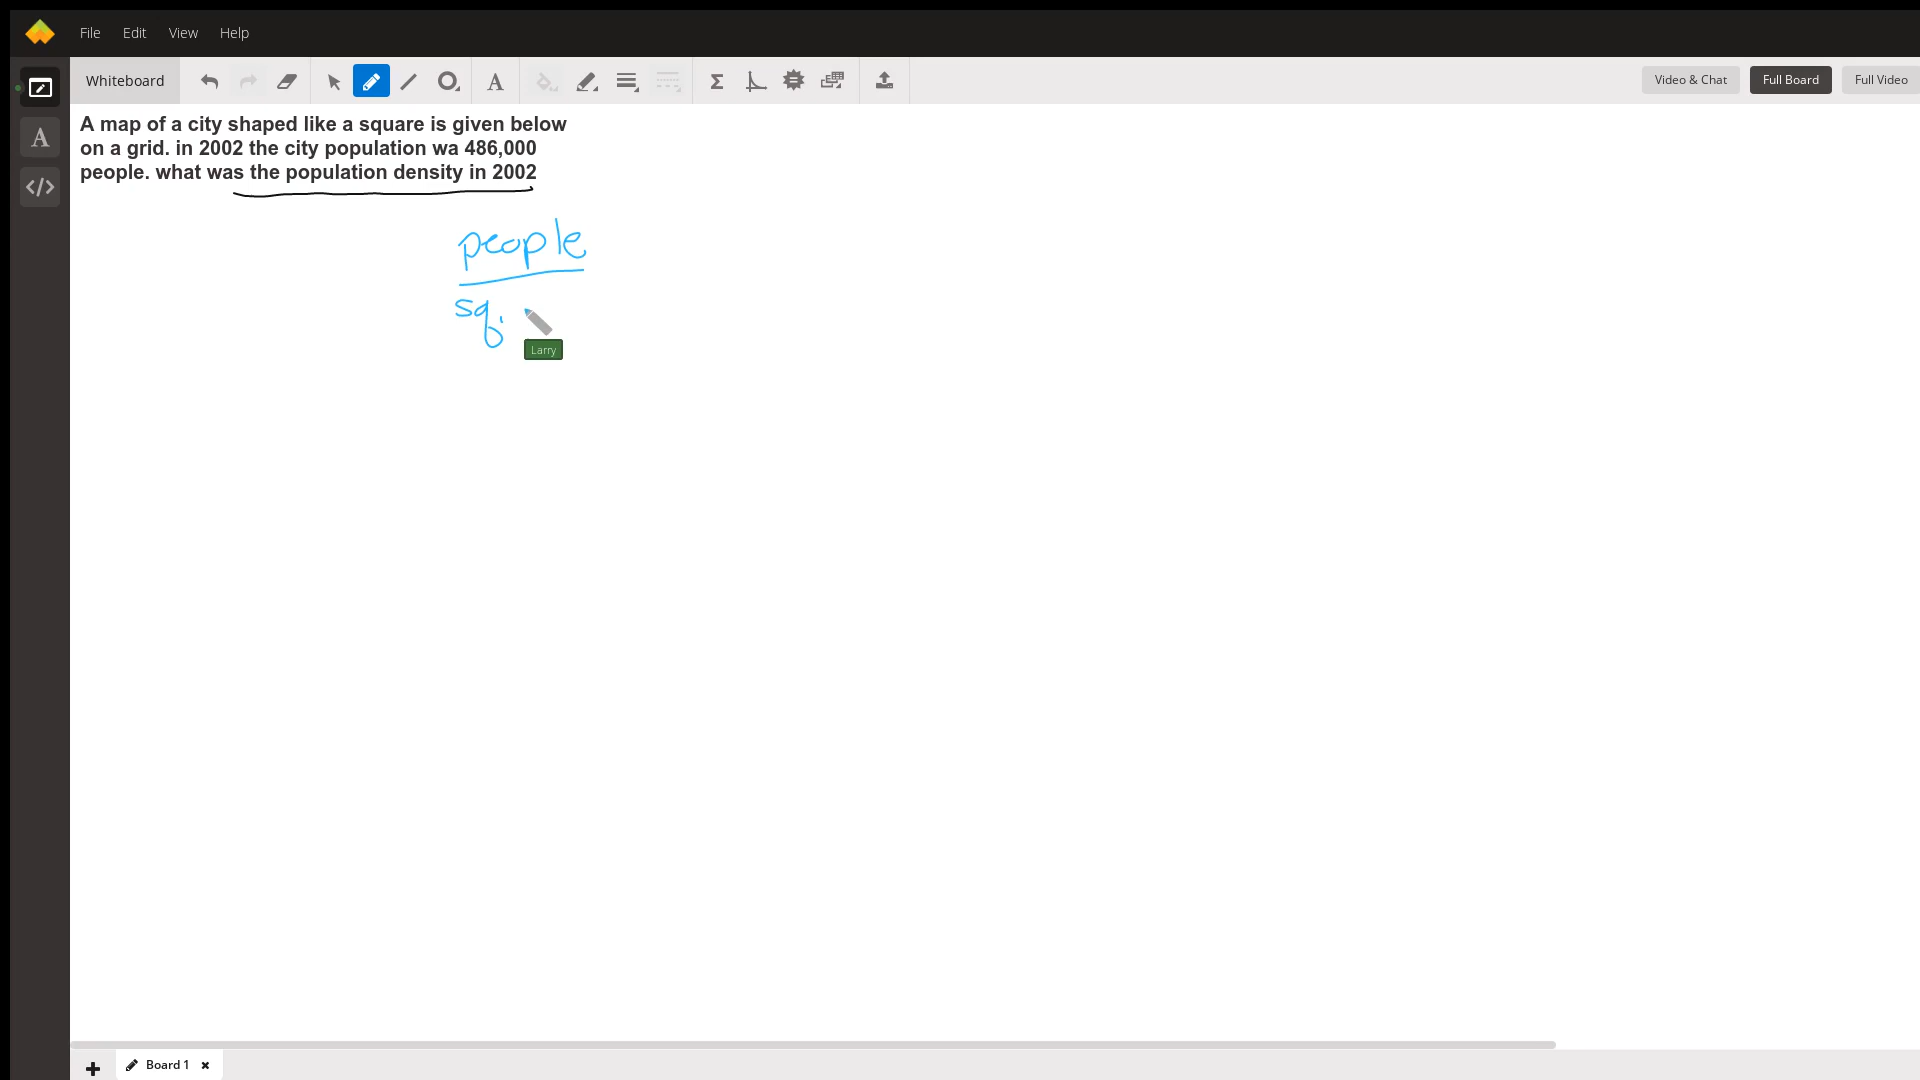 File Edit View Help
Whiteboard A Σ Video & Chat Full Board Full Video
A
</>
A map of a city shaped like a square is given below
on a grid. in 2002 the city population wa 486,000
people. what was the population density in 2002
people
sq.
Larry
Board 1